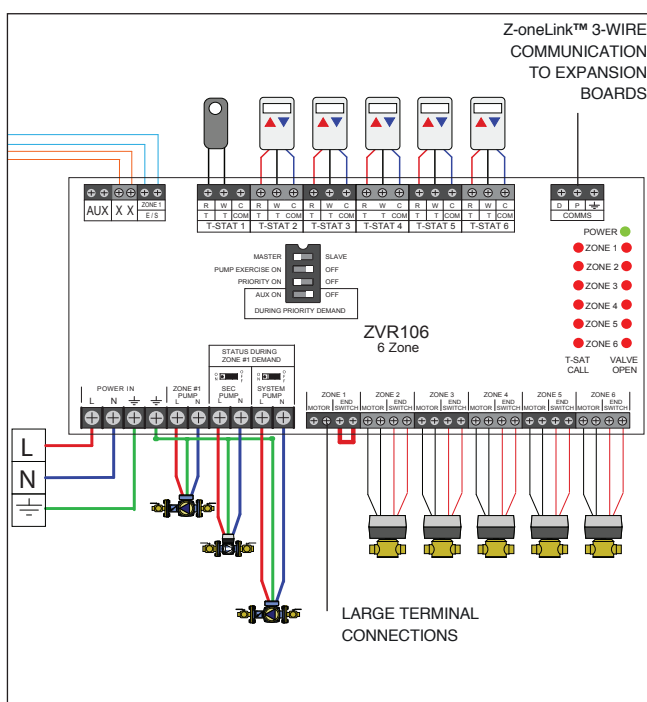 Z-oneLink™ 3-WIRE
COMMUNICATION
TO EXPANSION
BOARDS
AUX X X ZONE 1
E / S
R W C R W C R W C R W C R W C R W C
T T COM T T COM T T COM T T COM T T COM T T COM
T-STAT 1 T-STAT 2 T-STAT 3 T-STAT 4 T-STAT 5 T-STAT 6
D P
COMMS
POWER
ZONE 1
ZONE 2
ZONE 3
ZONE 4
ZONE 5
ZONE 6
T-SAT VALVE
CALL OPEN
MASTER SLAVE
PUMP EXERCISE ON OFF
PRIORITY ON OFF
AUX ON OFF
DURING PRIORITY DEMAND
ZVR106
6 Zone
STATUS DURING
ZONE #1 DEMAND
ON OFF ON OFF
POWER IN ZONE #1 SEC SYSTEM
PUMP PUMP PUMP
L N L N L N L N
ZONE 1 ZONE 2 ZONE 3 ZONE 4 ZONE 5 ZONE 6
END END END END END END
MOTOR SWITCH MOTOR SWITCH MOTOR SWITCH MOTOR SWITCH MOTOR SWITCH MOTOR SWITCH
L
N
LARGE TERMINAL
CONNECTIONS